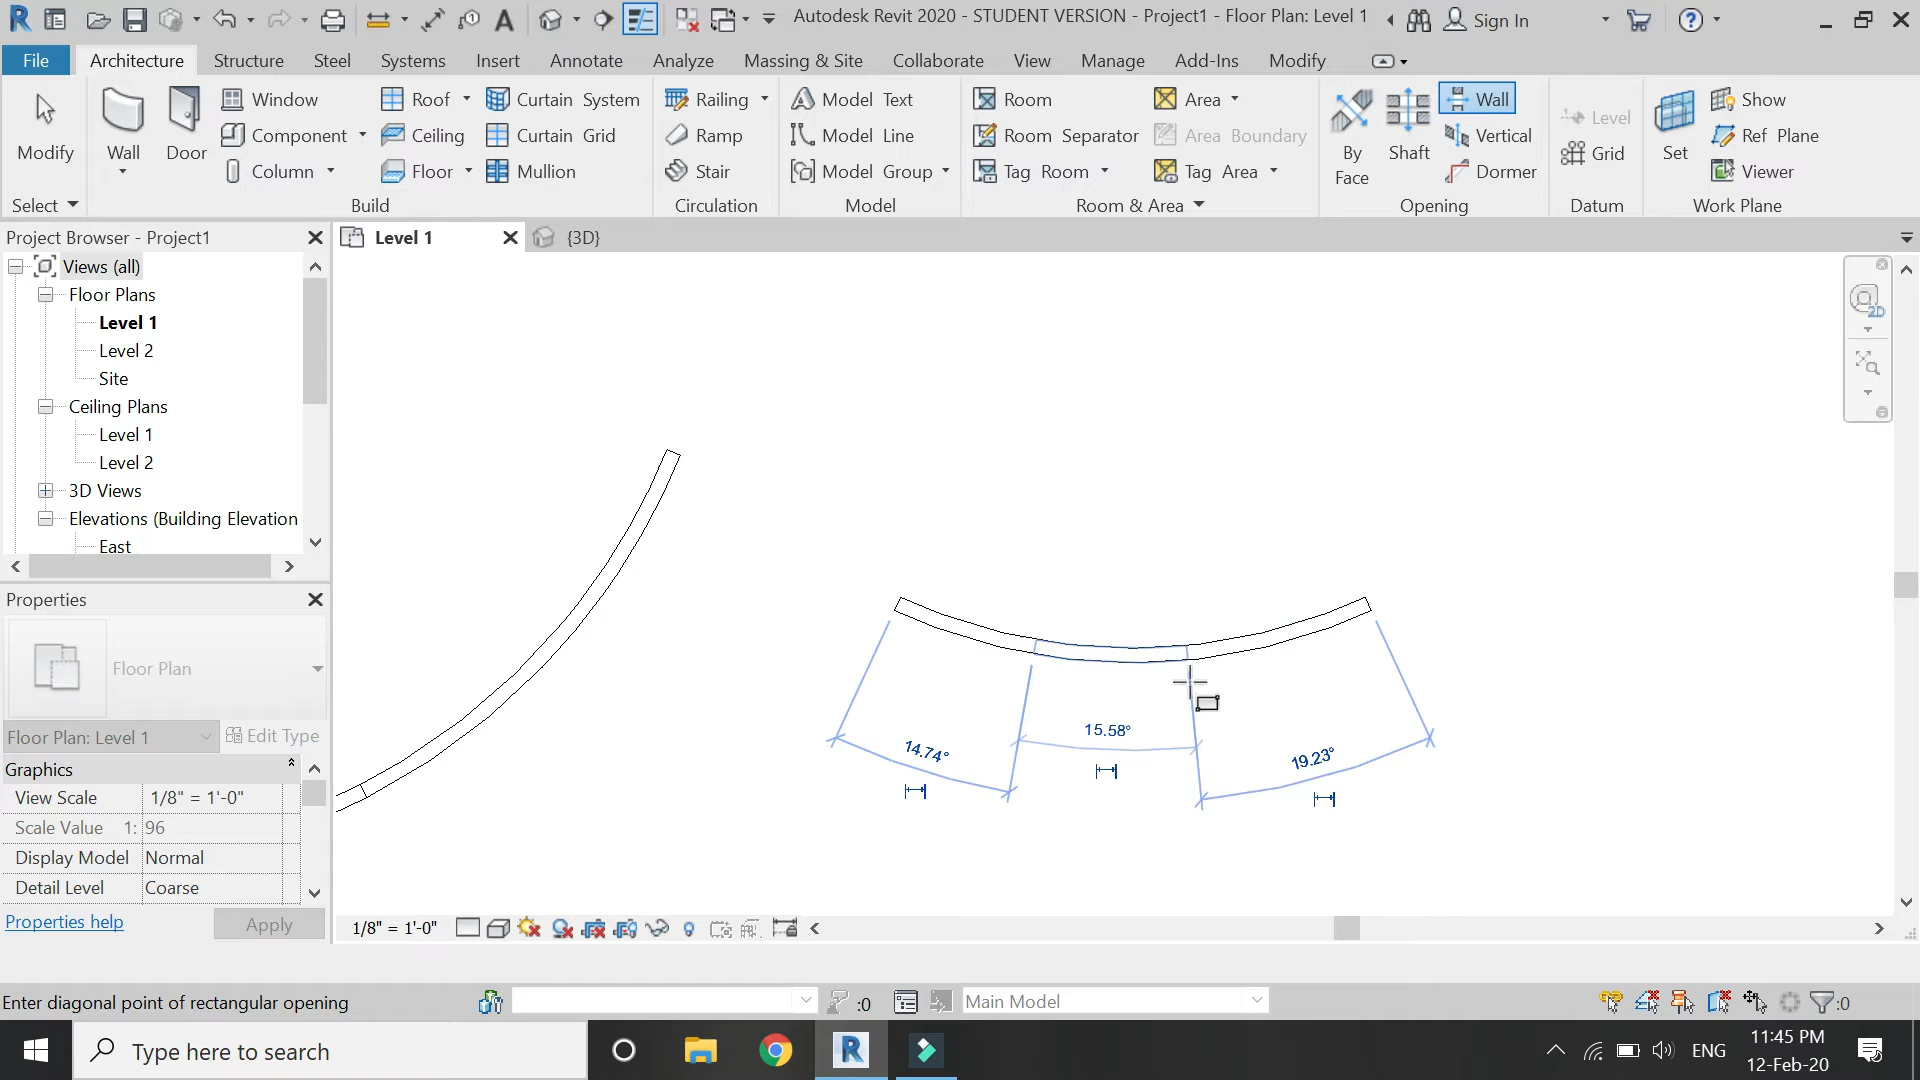 Autodesk Revit 2020 - STUDENT VERSION - Project1 - Floor Plan: Level 1
Sign In
File Architecture Structure Steel Systems Insert Annotate Analyze Massing & Site Collaborate View Manage Add-Ins Modify
Modify
Select
Wall
Door
Window
Component
Column
Roof
Ceiling
Floor
Curtain System
Curtain Grid
Mullion
Build
Railing
Ramp
Stair
Circulation
Model Text
Model Line
Model Group
Model
Room
Room Separator
Tag Room
Area
Area Boundary
Tag Area
Room & Area
By Face
Shaft
Wall
Vertical
Dormer
Opening
Level
Grid
Datum
Set
Show
Ref Plane
Viewer
Work Plane
Project Browser - Project1
Level 1
{3D}
Views (all)
Floor Plans
Level 1
Level 2
Site
Ceiling Plans
Level 1
Level 2
3D Views
Elevations (Building Elevation
East
Properties
Floor Plan
Floor Plan: Level 1
Edit Type
Graphics
View Scale 1/8" = 1'-0"
Scale Value 1: 96
Display Model Normal
Detail Level Coarse
Properties help
Apply
14.74°
15.58°
19.23°
2D
1/8" = 1'-0"
Enter diagonal point of rectangular opening
:0
Main Model
:0
Type here to search
ENG
11:45 PM
12-Feb-20